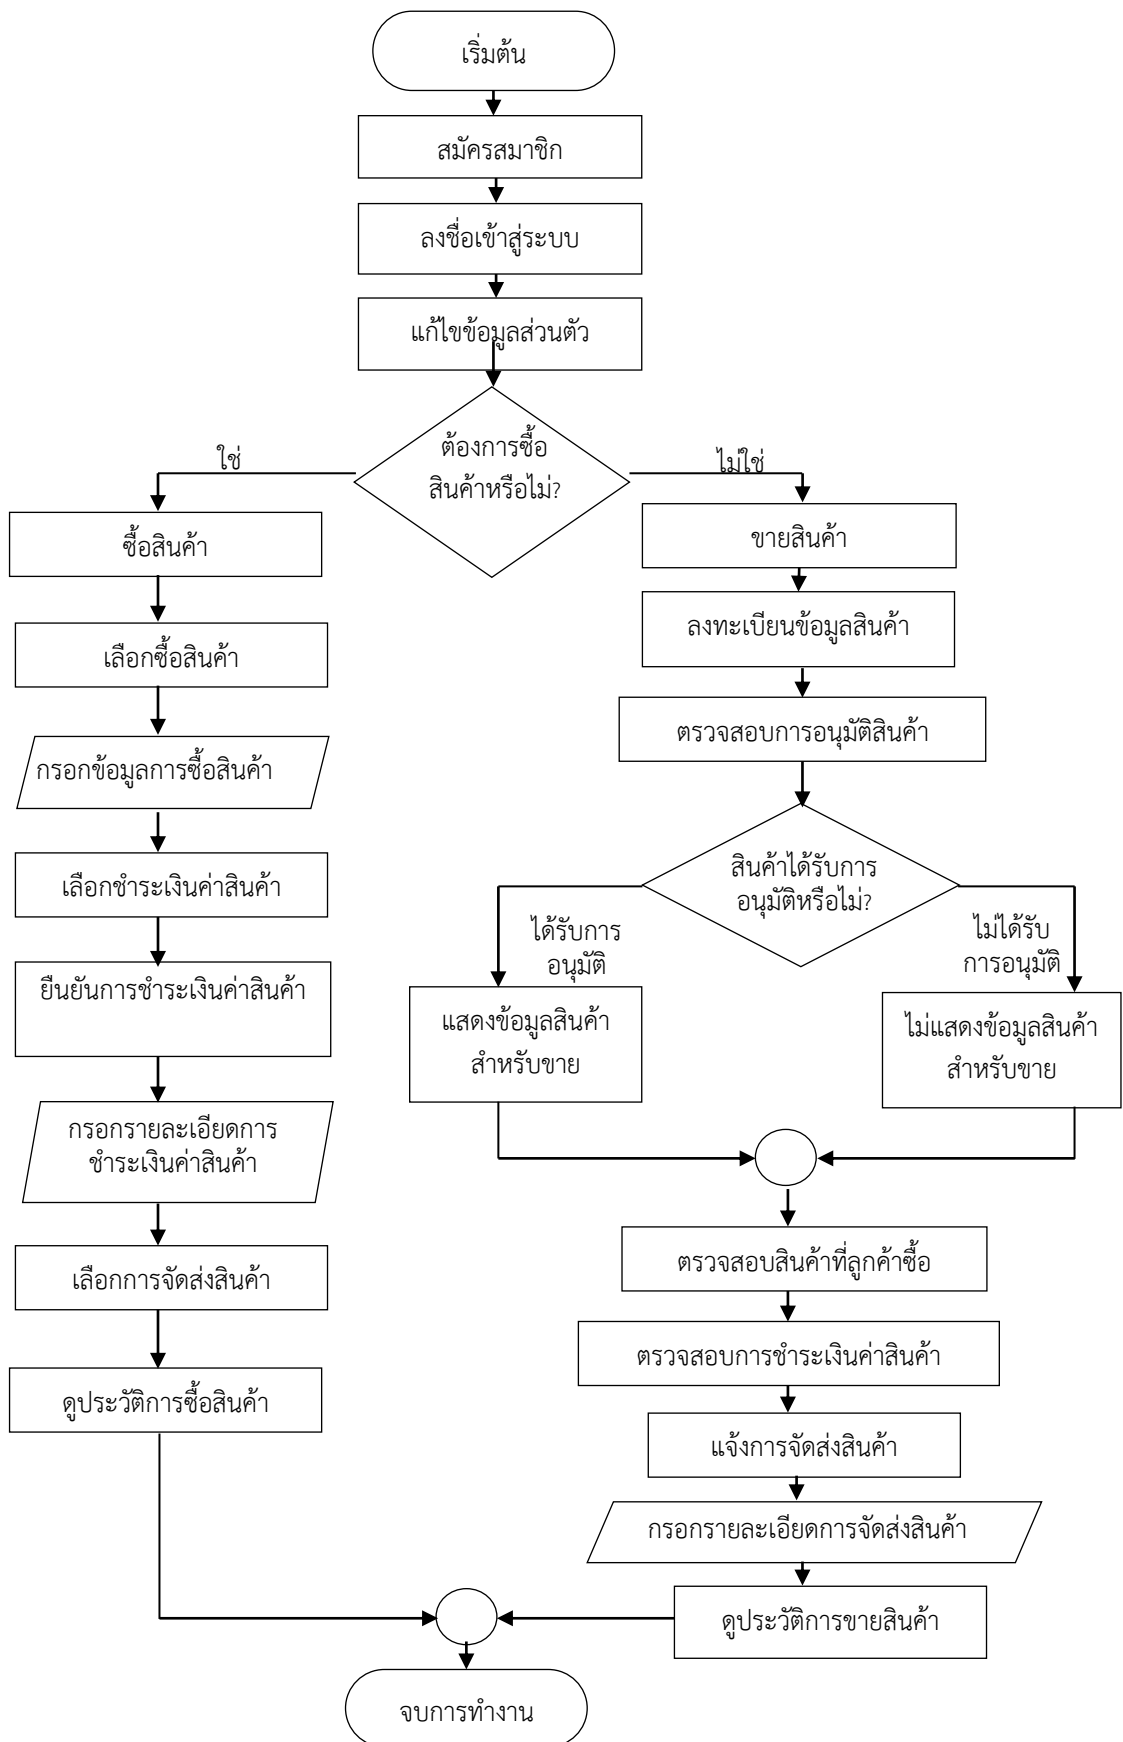 เริ่มต้น
สมัครสมาชิก
ลงชื่อเข้าสู่ระบบ
แก้ไขข้อมูลส่วนตัว
ต้องการซื้อ
สินค้าหรือไม่?
ใช่
ไม่ใช่
ซื้อสินค้า
เลือกซื้อสินค้า
กรอกข้อมูลการซื้อสินค้า
เลือกชำระเงินค่าสินค้า
ยืนยันการชำระเงินค่าสินค้า
กรอกรายละเอียดการ
ชำระเงินค่าสินค้า
เลือกการจัดส่งสินค้า
ดูประวัติการซื้อสินค้า
ขายสินค้า
ลงทะเบียนข้อมูลสินค้า
ตรวจสอบการอนุมัติสินค้า
สินค้าได้รับการ
อนุมัติหรือไม่?
ได้รับการ
อนุมัติ
ไม่ได้รับ
การอนุมัติ
แสดงข้อมูลสินค้า
สำหรับขาย
ไม่แสดงข้อมูลสินค้า
สำหรับขาย
ตรวจสอบสินค้าที่ลูกค้าซื้อ
ตรวจสอบการชำระเงินค่าสินค้า
แจ้งการจัดส่งสินค้า
กรอกรายละเอียดการจัดส่งสินค้า
ดูประวัติการขายสินค้า
จบการทำงาน